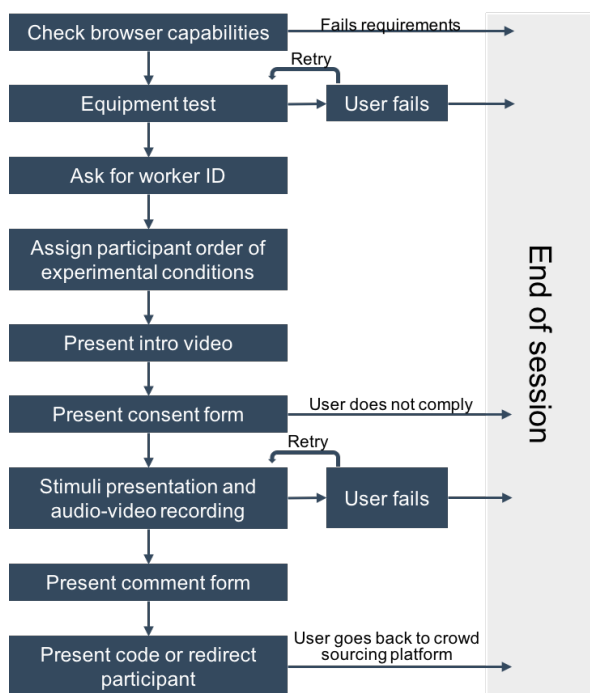 Check browser capabilities
Fails requirements
Retry
Equipment test
User fails
Ask for worker ID
Assign participant order of
experimental conditions
Present intro video
Present consent form
User does not comply
Retry
Stimuli presentation and
audio-video recording
User fails
Present comment form
Present code or redirect
participant
User goes back to crowd
sourcing platform
End of session